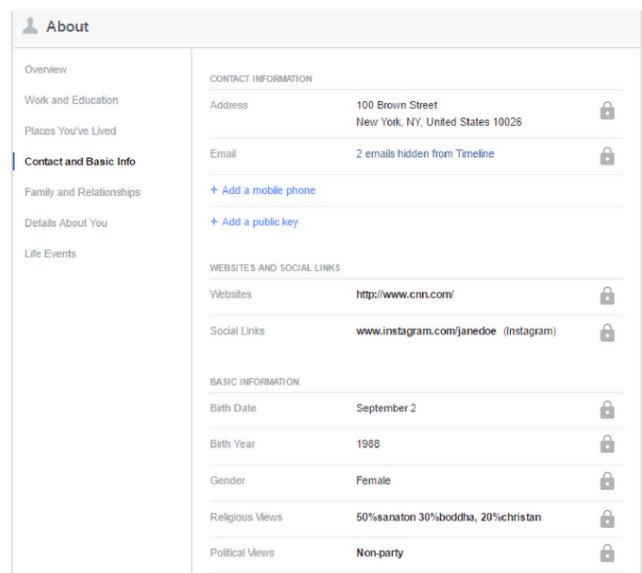 About
Overview
Work and Education
Places You've Lived
Contact and Basic Info
Family and Relationships
Details About You
Life Events
CONTACT INFORMATION
Address 100 Brown Street
New York, NY, United States 10026
Email 2 emails hidden from Timeline
+ Add a mobile phone
+ Add a public key
WEBSITES AND SOCIAL LINKS
Websites http://www.cnn.com/
Social Links www.instagram.com/janedoe (Instagram)
BASIC INFORMATION
Birth Date September 2
Birth Year 1988
Gender Female
Religious Views 50%sanaton 30%boddha, 20%christan
Political Views Non-party